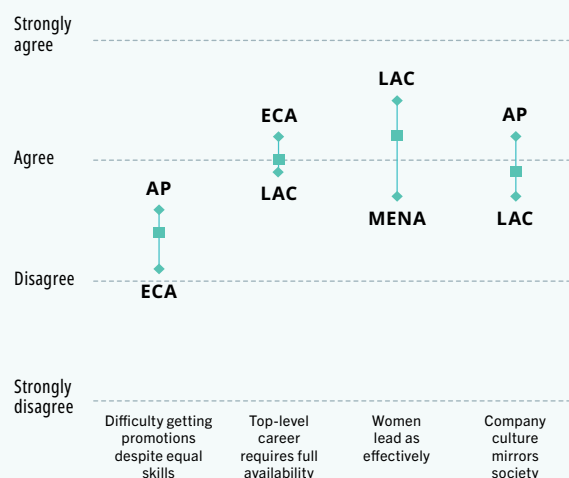 Strongly
agree
LAC
ECA
AP
Agree
AP
LAC
MENA
LAC
Disagree
ECA
Strongly
disagree
Difficulty getting
promotions
despite equal
skills
Top-level
career
requires full
availability
Women
lead as
effectively
Company
culture
mirrors
society